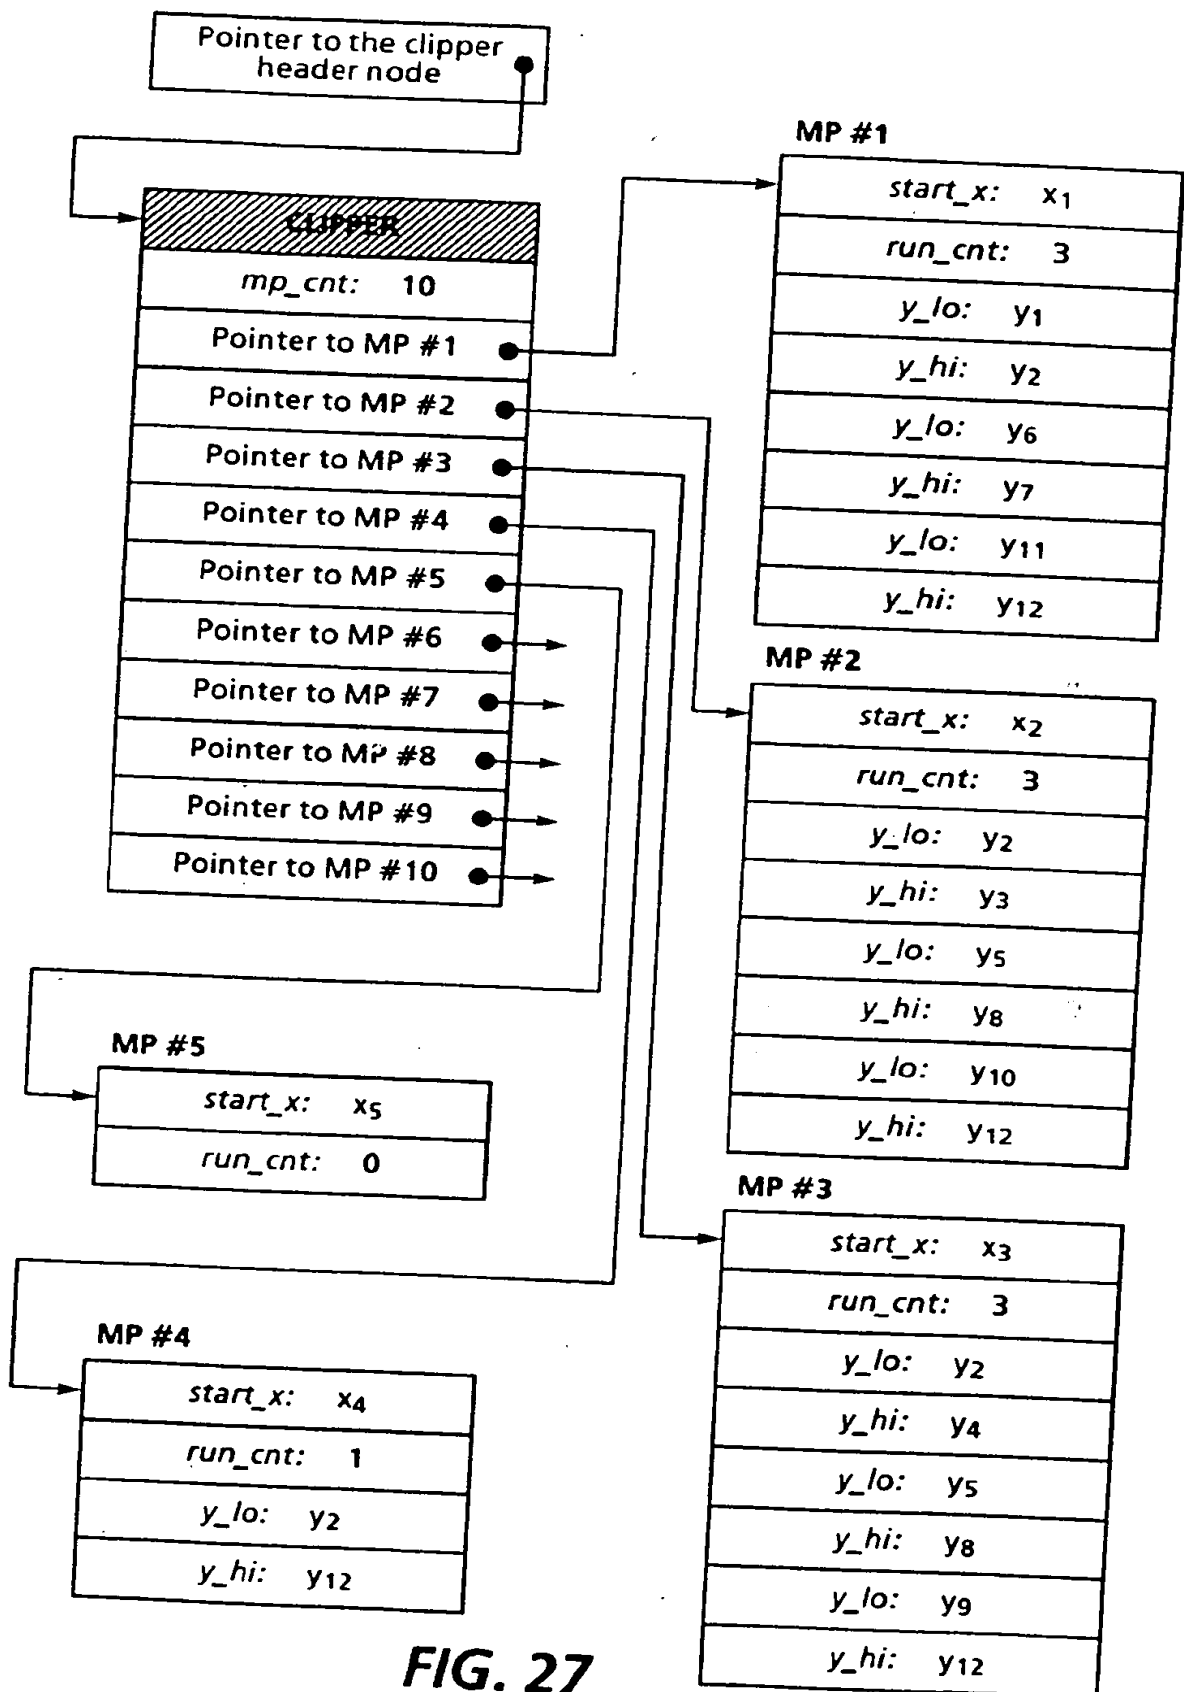 Pointer to the clipper
header node
CLIPPER
mp_cnt: 10
Pointer to MP #1
Pointer to MP #2
Pointer to MP #3
Pointer to MP #4
Pointer to MP #5
Pointer to MP #6
Pointer to MP #7
Pointer to MP #8
Pointer to MP #9
Pointer to MP #10
MP #1
start_x: x1
run_cnt: 3
y_lo: y1
y_hi: y2
y_lo: y6
y_hi: y7
y_lo: y11
y_hi: y12
MP #2
start_x: x2
run_cnt: 3
y_lo: y2
y_hi: y3
y_lo: y5
y_hi: y8
y_lo: y10
y_hi: y12
MP #3
start_x: x3
run_cnt: 3
y_lo: y2
y_hi: y4
y_lo: y5
y_hi: y8
y_lo: y9
y_hi: y12
MP #5
start_x: x5
run_cnt: 0
MP #4
start_x: x4
run_cnt: 1
y_lo: y2
y_hi: y12
FIG. 27